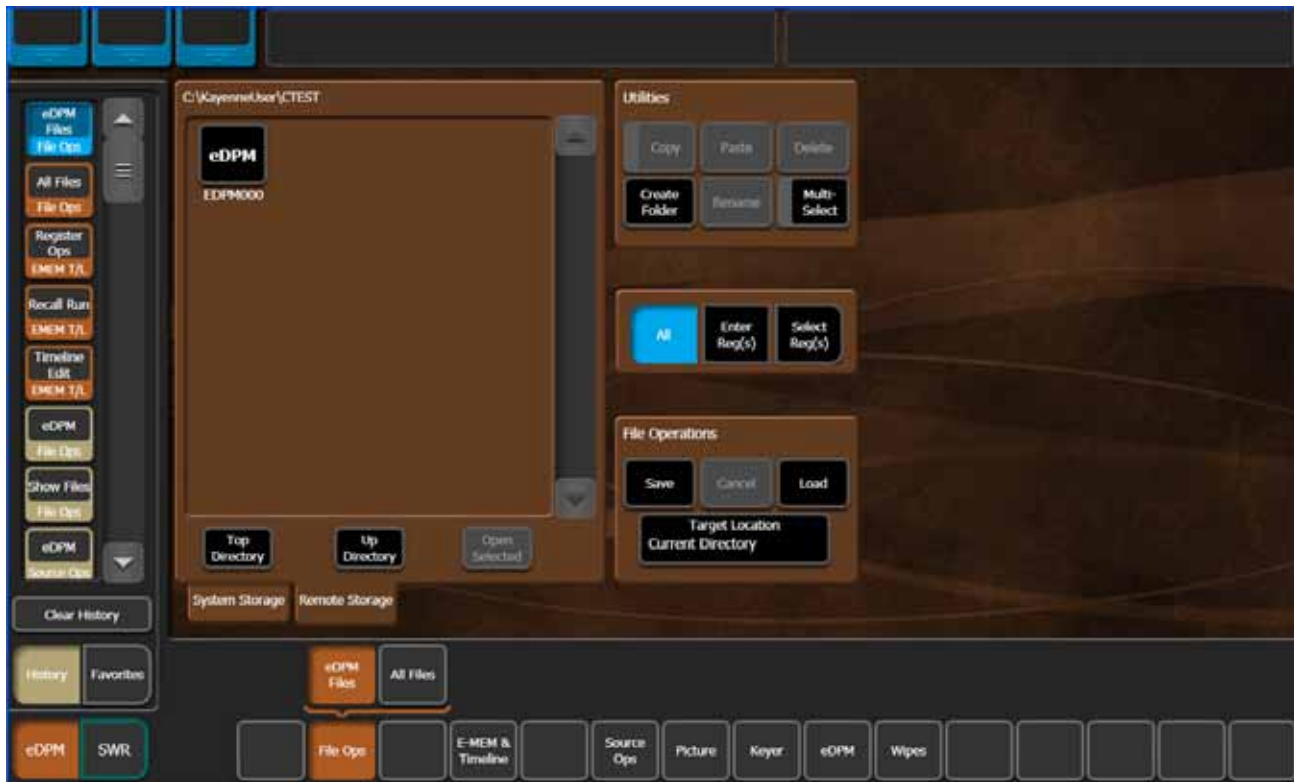 C:\KayenneUser\CTEST
eDPM
EDPM000
Top
Directory
Up
Directory
Open
Selected
System Storage
Remote Storage
Utilities
Copy
Paste
Delete
Create
Folder
Rename
Multi-
Select
All
Enter
Reg(s)
Select
Reg(s)
File Operations
Save
Cancel
Load
Target Location
Current Directory
eDPM
Files
File Ops
All Files
File Ops
Register
Ops
EMEM T/L
Recall Run
EMEM T/L
Timeline
Edit
EMEM T/L
eDPM
File Ops
Show Files
File Ops
eDPM
Source Ops
Clear History
History
Favorites
eDPM
Files
All Files
eDPM
SWR
File Ops
E-MEM &
Timeline
Source
Ops
Picture
Keyer
eDPM
Wipes